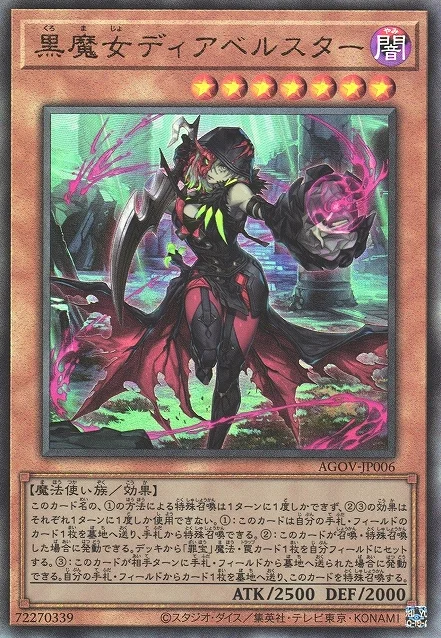 黒魔女ディアベルスター
闇
AGOV-JP006
【魔法使い族/効果】
このカード名の、①の方法による特殊召喚は1ターンに1度しかできず、②③の効果は
それぞれ1ターンに1度しか使用できない。①:このカードは自分の手札・フィールド
のカード1枚を墓地へ送り、手札から特殊召喚できる。②:このカードが召喚・特殊召喚
した場合に発動できる。デッキから「罪宝」魔法・罠カード1枚を自分フィールドにセット
する。③:このカードが相手ターンに手札・フィールドから墓地へ送られた場合に発動
できる。自分の手札・フィールドからカード1枚を墓地へ送り、このカードを特殊召喚する。
ATK/2500 DEF/2000
72270339
©スタジオ・ダイス/集英社・テレビ東京・KONAMI